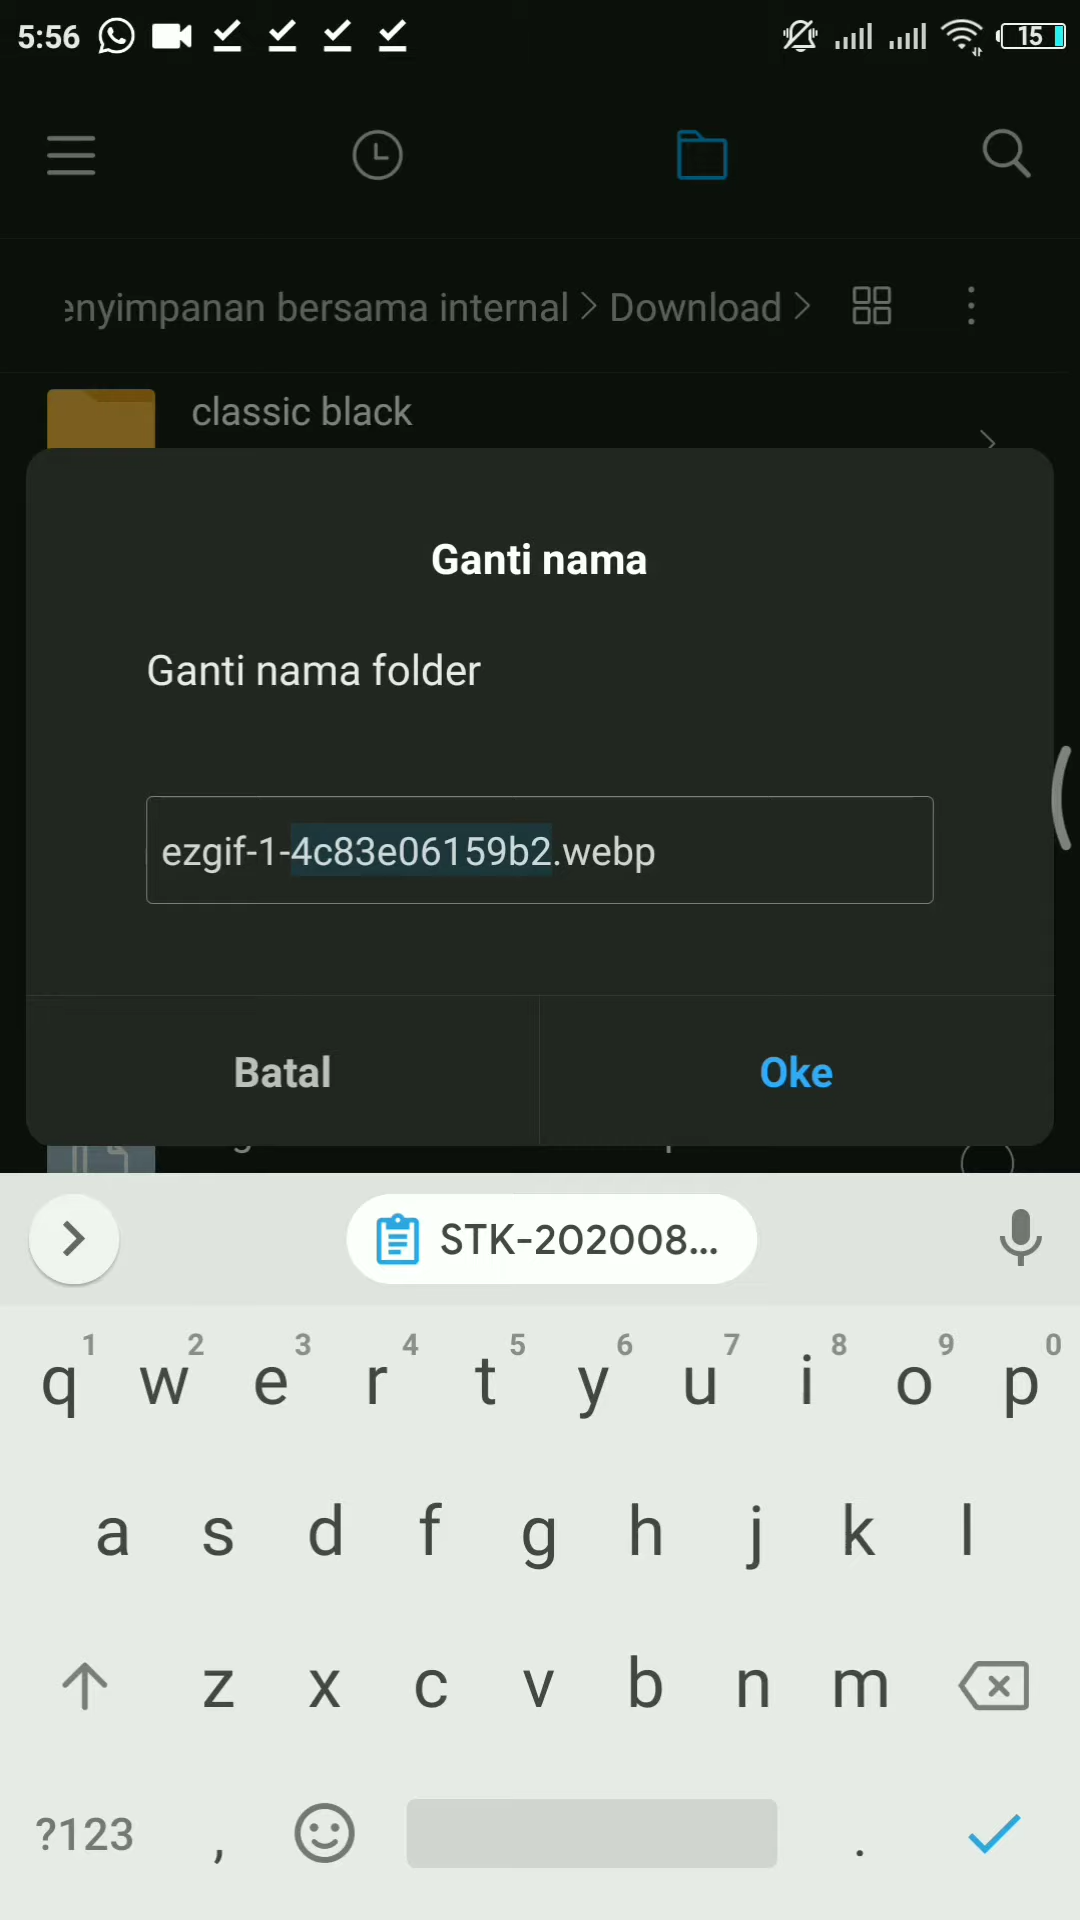 5:56
15
enyimpanan bersama internal > Download >
classic black
Ganti nama
Ganti nama folder
ezgif-1-4c83e06159b2.webp
Batal
Oke
STK-202008...
1 2 3 4 5 6 7 8 9 0
q w e r t y u i o p
a s d f g h j k l
z x c v b n m
?123 , .